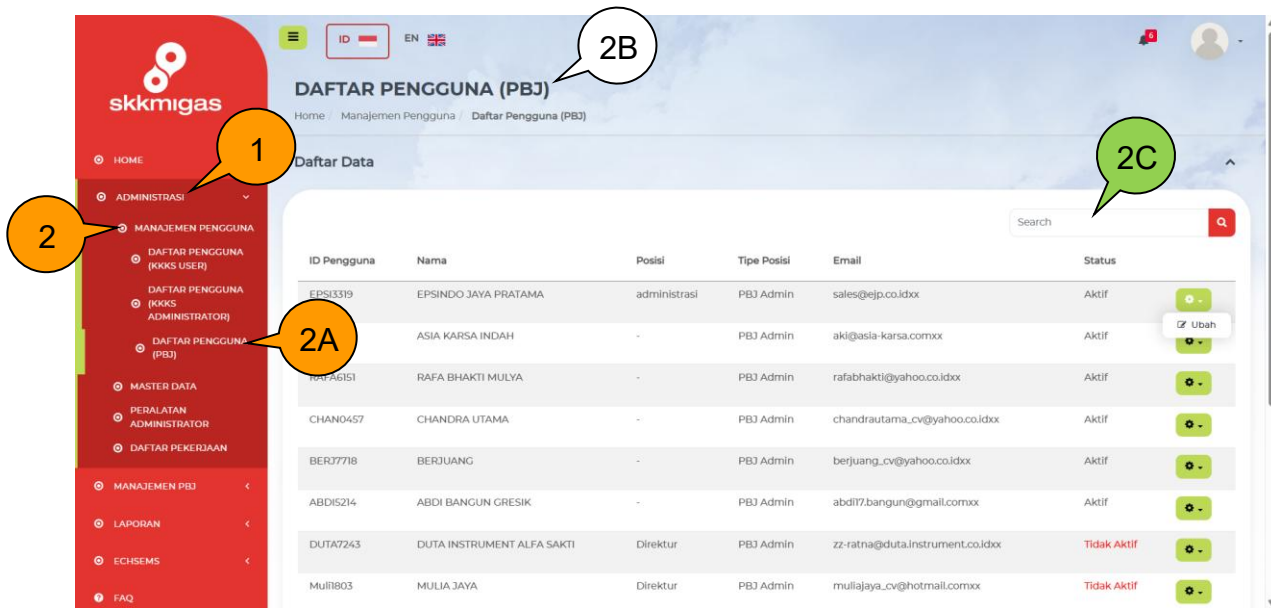 skkmigas
HOME
ADMINISTRASI
MANAJEMEN PENGGUNA
DAFTAR PENGGUNA
(KKKS USER)
DAFTAR PENGGUNA
(KKKS
ADMINISTRATOR)
DAFTAR PENGGUNA
(PBJ)
MASTER DATA
PERALATAN
ADMINISTRATOR
DAFTAR PEKERJAAN
MANAJEMEN PBJ
LAPORAN
ECHSEMS
FAQ
1
2
2A
ID EN 6
2B
DAFTAR PENGGUNA (PBJ)
Home / Manajemen Pengguna / Daftar Pengguna (PBJ)
Daftar Data
2C
Search
ID Pengguna Nama Posisi Tipe Posisi Email Status
EPSI3319 EPSINDO JAYA PRATAMA administrasi PBJ Admin sales@ejp.co.idxx Aktif
Ubah
ASIA KARSA INDAH - PBJ Admin aki@asia-karsa.comxx Aktif
RAFA6151 RAFA BHAKTI MULYA - PBJ Admin rafabhakti@yahoo.co.idxx Aktif
CHAN0457 CHANDRA UTAMA - PBJ Admin chandrautama_cv@yahoo.co.idxx Aktif
BERJ7718 BERJUANG - PBJ Admin berjuang_cv@yahoo.co.idxx Aktif
ABDI5214 ABDI BANGUN GRESIK - PBJ Admin abdi17.bangun@gmail.comxx Aktif
DUTA7243 DUTA INSTRUMENT ALFA SAKTI Direktur PBJ Admin zz-ratna@duta.instrument.co.idxx Tidak Aktif
Muli1803 MULIA JAYA Direktur PBJ Admin muliajaya_cv@hotmail.comxx Tidak Aktif